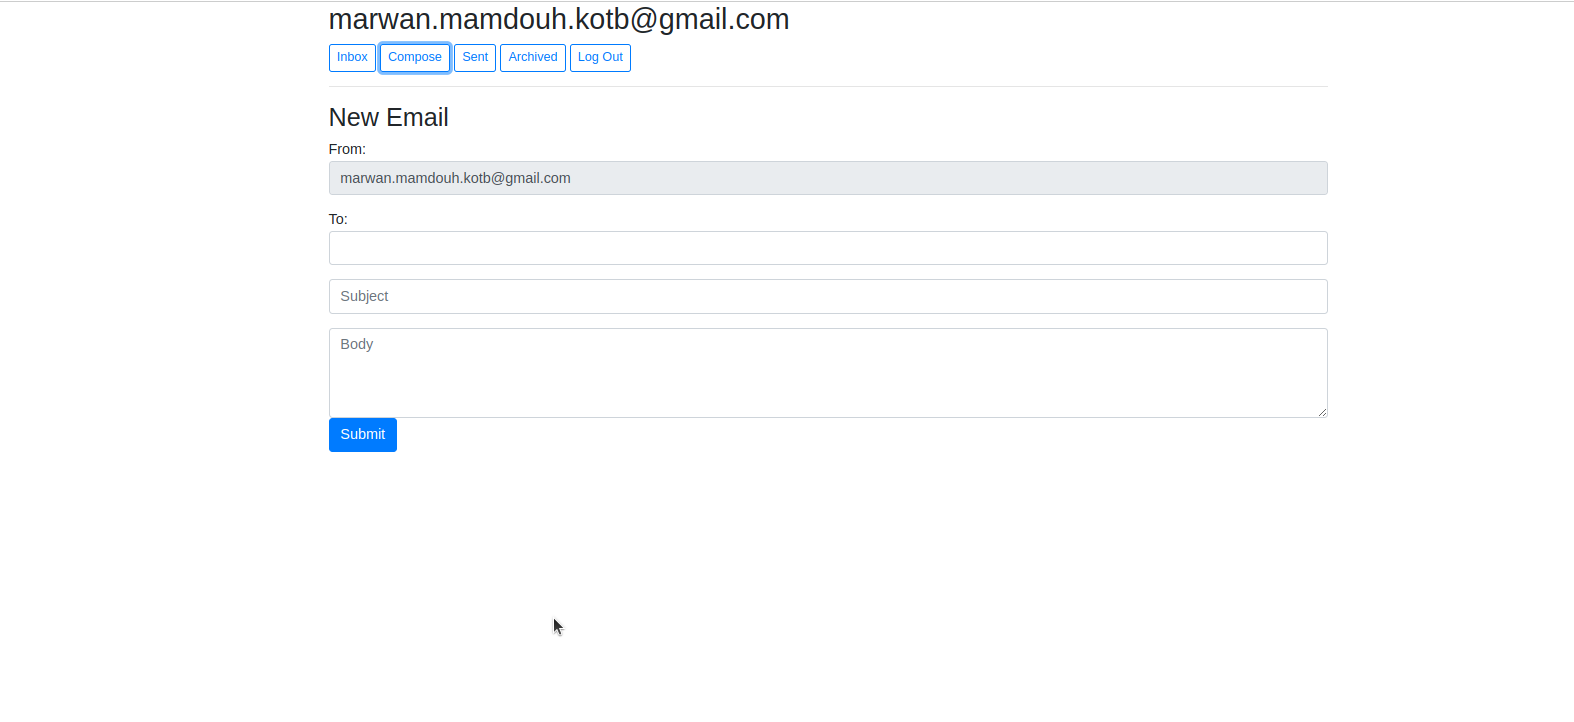 marwan.mamdouh.kotb@gmail.com
Inbox Compose Sent Archived Log Out
New Email
From:
marwan.mamdouh.kotb@gmail.com
To:
Subject
Body
Submit